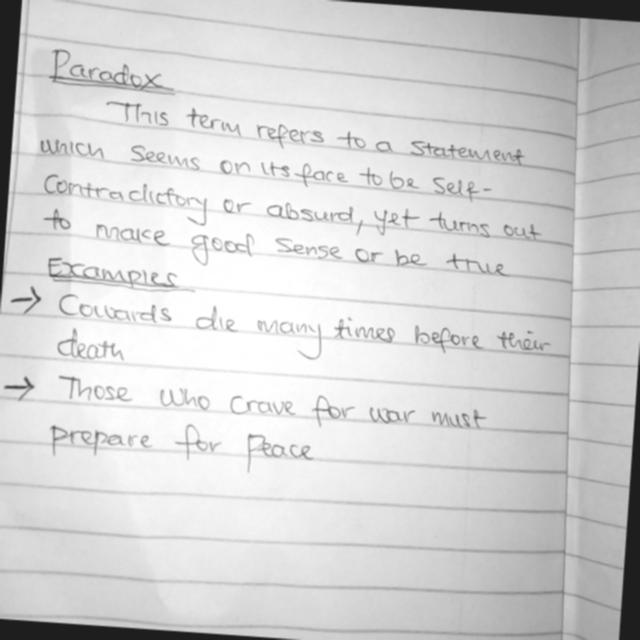 Paradox
This term refers to a statement
which seems on its face to be self-
contradictory or absurd, yet turns out
to make good sense or be true
Examples
→ Cowards die many times before their
death
→ Those who crave for war must
prepare for peace